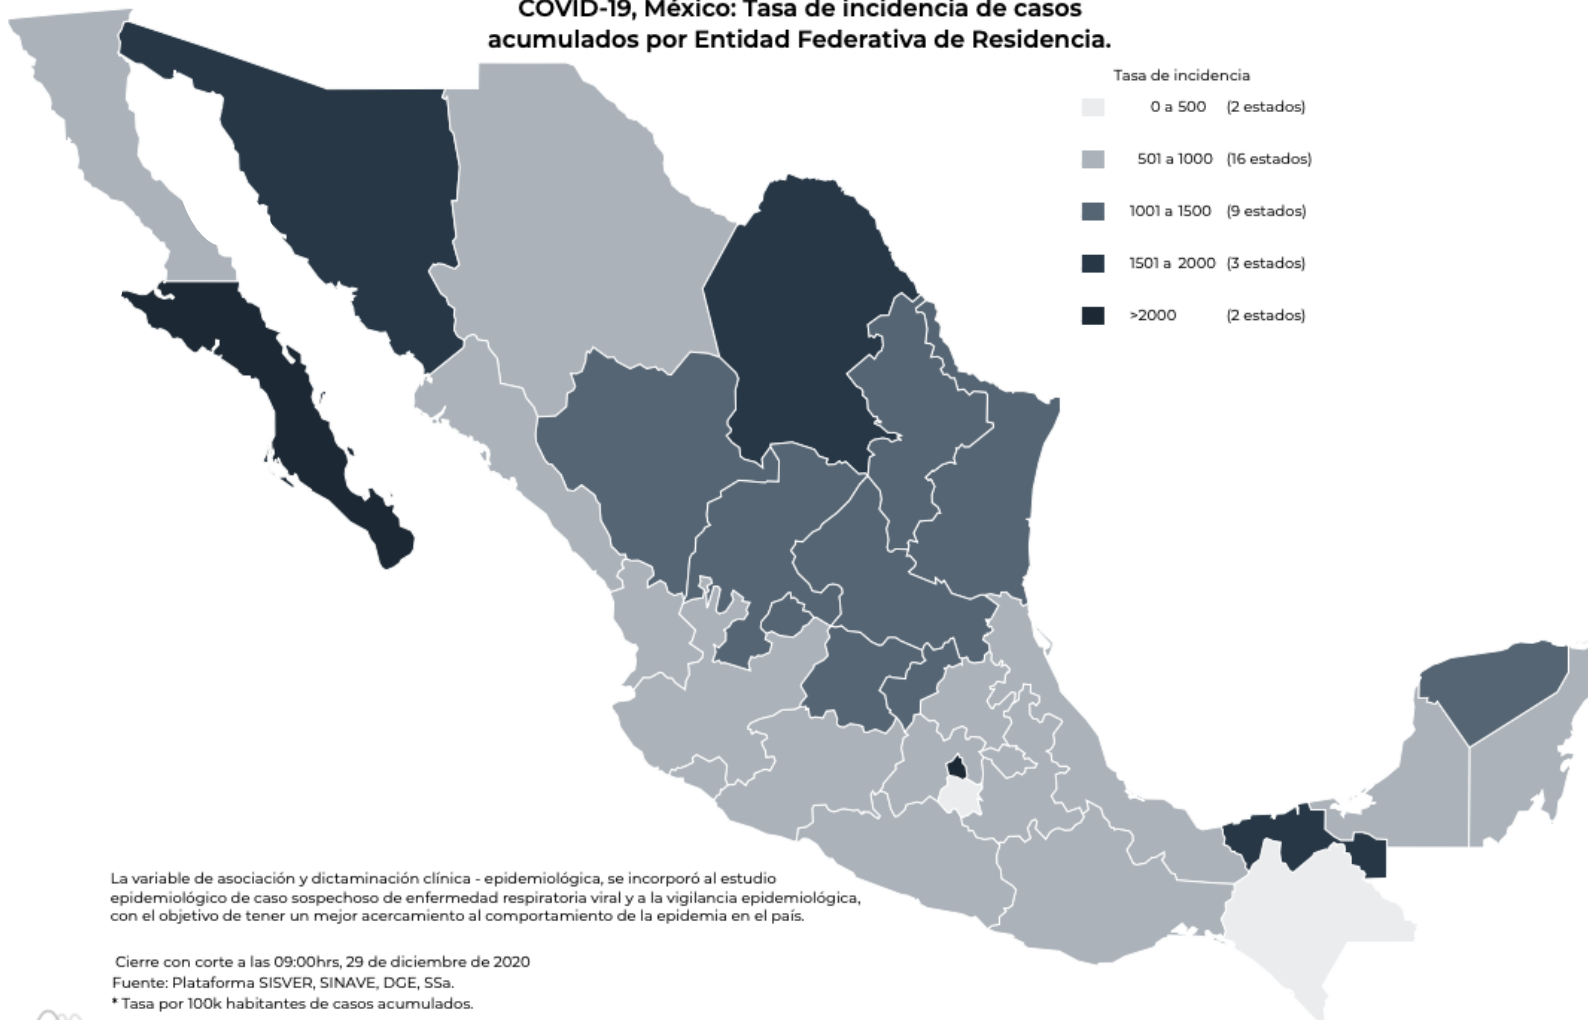 COVID-19, México: Tasa de incidencia de casos
acumulados por Entidad Federativa de Residencia.
Tasa de incidencia
0 a 500 (2 estados)
501 a 1000 (16 estados)
1001 a 1500 (9 estados)
1501 a 2000 (3 estados)
>2000 (2 estados)
La variable de asociación y dictaminación clínica - epidemiológica, se incorporó al estudio
epidemiológico de caso sospechoso de enfermedad respiratoria viral y a la vigilancia epidemiológica,
con el objetivo de tener un mejor acercamiento al comportamiento de la epidemia en el país.
Cierre con corte a las 09:00hrs, 29 de diciembre de 2020
Fuente: Plataforma SISVER, SINAVE, DGE, SSa.
* Tasa por 100k habitantes de casos acumulados.